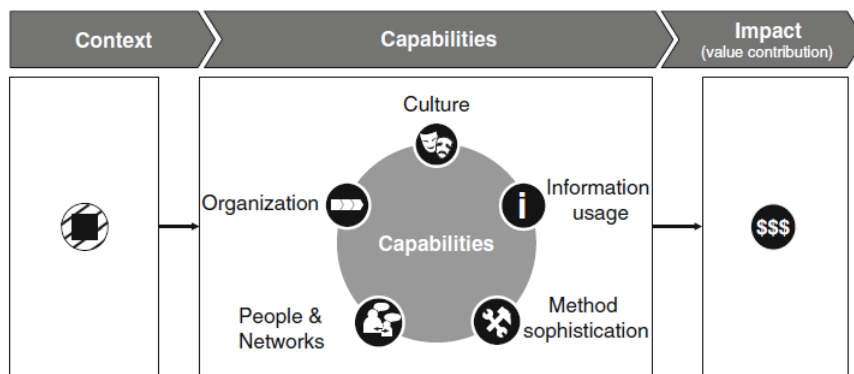 Context
Capabilities
Impact
(value contribution)
Culture
Organization
Information
usage
i
Capabilities
$$$
People &
Networks
Method
sophistication